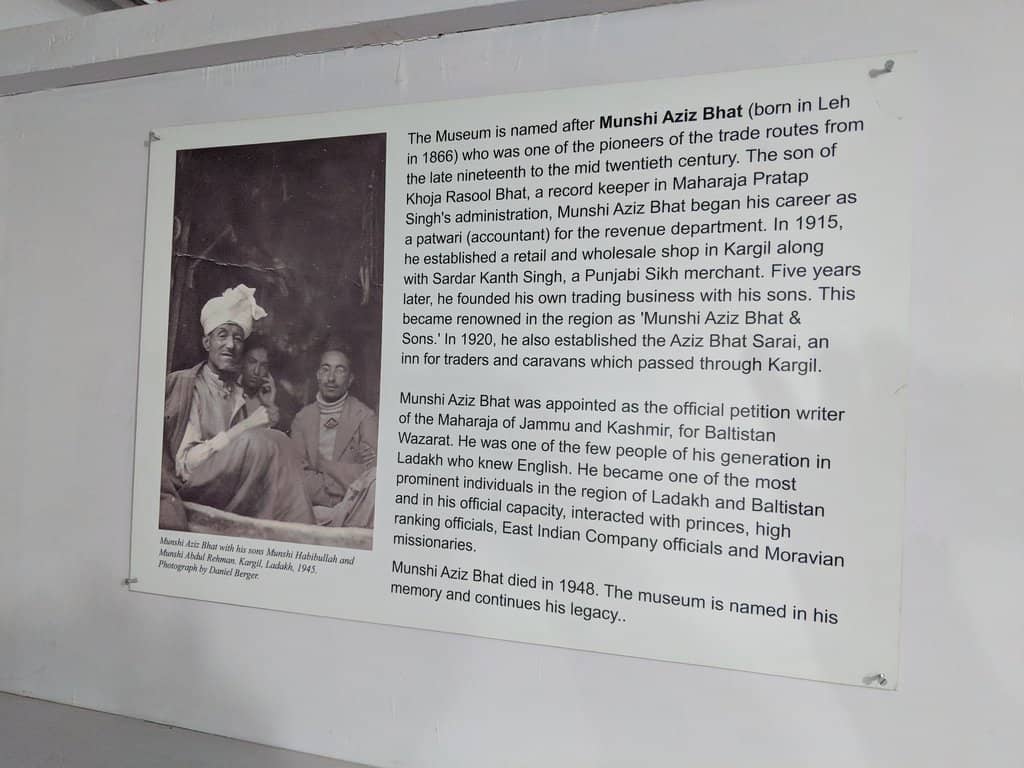 The Museum is named after Munshi Aziz Bhat (born in Leh
in 1866) who was one of the pioneers of the trade routes from
the late nineteenth to the mid twentieth century. The son of
Khoja Rasool Bhat, a record keeper in Maharaja Pratap
Singh's administration, Munshi Aziz Bhat began his career as
a patwari (accountant) for the revenue department. In 1915,
he established a retail and wholesale shop in Kargil along
with Sardar Kanth Singh, a Punjabi Sikh merchant. Five years
later, he founded his own trading business with his sons. This
became renowned in the region as 'Munshi Aziz Bhat &
Sons.' In 1920, he also established the Aziz Bhat Sarai, an
inn for traders and caravans which passed through Kargil.
Munshi Aziz Bhat was appointed as the official petition writer
of the Maharaja of Jammu and Kashmir, for Baltistan
Wazarat. He was one of the few people of his generation in
Ladakh who knew English. He became one of the most
prominent individuals in the region of Ladakh and Baltistan
and in his official capacity, interacted with princes, high
ranking officials, East Indian Company officials and Moravian
missionaries.
Munshi Aziz Bhat died in 1948. The museum is named in his
memory and continues his legacy..
Munshi Aziz Bhat with his sons Munshi Habibullah and
Munshi Abdul Rehman. Kargil, Ladakh, 1945.
Photograph by Daniel Berger.